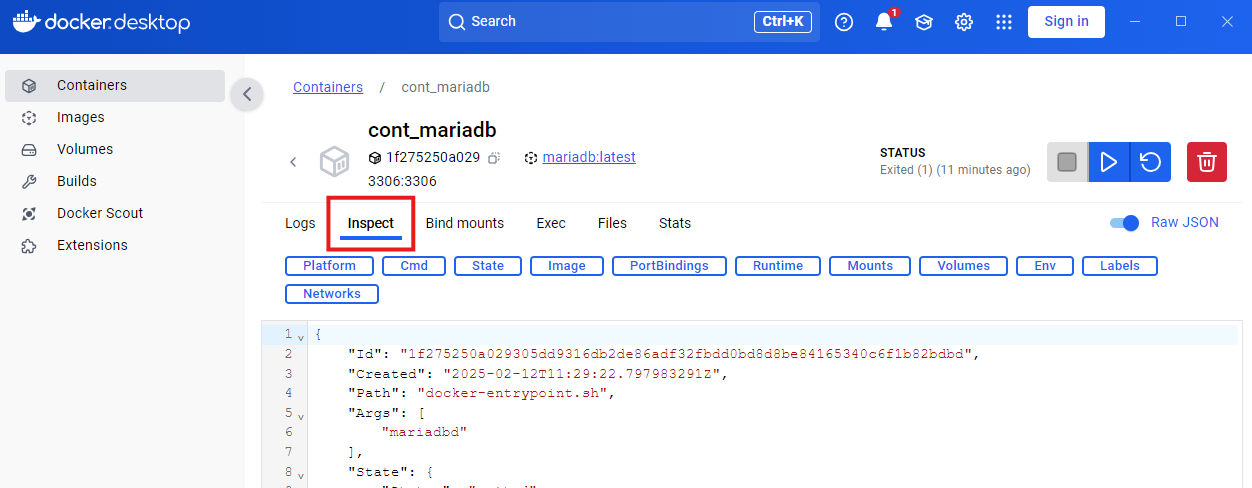 docker.desktop
Search
Ctrl+K
1
Sign in
Containers
Images
Volumes
Builds
Docker Scout
Extensions
Containers / cont_mariadb
cont_mariadb
1f275250a029
mariadb:latest
3306:3306
STATUS
Exited (1) (11 minutes ago)
Logs
Inspect
Bind mounts
Exec
Files
Stats
Raw JSON
Platform
Cmd
State
Image
PortBindings
Runtime
Mounts
Volumes
Env
Labels
Networks
1 {
2 "Id": "1f275250a029305dd9316db2de86adf32fbdd0bd8d8be84165340c6f1b82bdbd",
3 "Created": "2025-02-12T11:29:22.797983291Z",
4 "Path": "docker-entrypoint.sh",
5 "Args": [
6 "mariadbd"
7 ],
8 "State": {